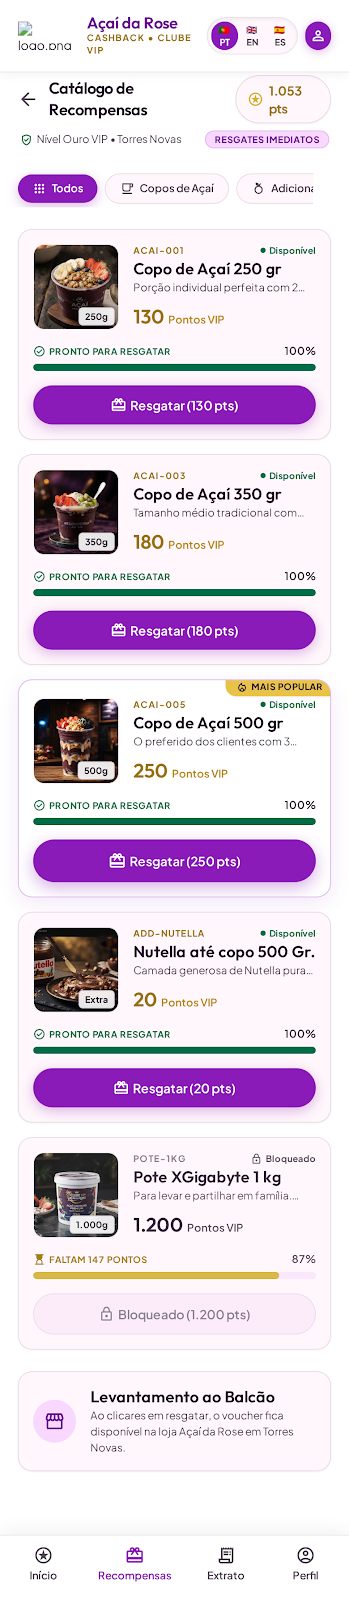 logo.png
Açaí da Rose
CASHBACK • CLUBE
VIP
PT
EN
ES
Catálogo de
Recompensas
1.053
pts
Nível Ouro VIP • Torres Novas
RESGATES IMEDIATOS
Todos
Copos de Açaí
Adiciona
ACAI-001
Disponível
Copo de Açaí 250 gr
Porção individual perfeita com 2...
250g
130 Pontos VIP
PRONTO PARA RESGATAR
100%
Resgatar (130 pts)
ACAI-003
Disponível
Copo de Açaí 350 gr
Tamanho médio tradicional com...
350g
180 Pontos VIP
PRONTO PARA RESGATAR
100%
Resgatar (180 pts)
MAIS POPULAR
ACAI-005
Disponível
Copo de Açaí 500 gr
O preferido dos clientes com 3...
500g
250 Pontos VIP
PRONTO PARA RESGATAR
100%
Resgatar (250 pts)
ADD-NUTELLA
Disponível
Nutella até copo 500 Gr.
Camada generosa de Nutella pura...
nutella
Extra
20 Pontos VIP
PRONTO PARA RESGATAR
100%
Resgatar (20 pts)
POTE-1KG
Bloqueado
Pote XGigabyte 1 kg
Para levar e partilhar em família....
1.000g
1.200 Pontos VIP
FALTAM 147 PONTOS
87%
Bloqueado (1.200 pts)
Levantamento ao Balcão
Ao clicares em resgatar, o voucher fica
disponível na loja Açaí da Rose em Torres
Novas.
Início
Recompensas
Extrato
Perfil